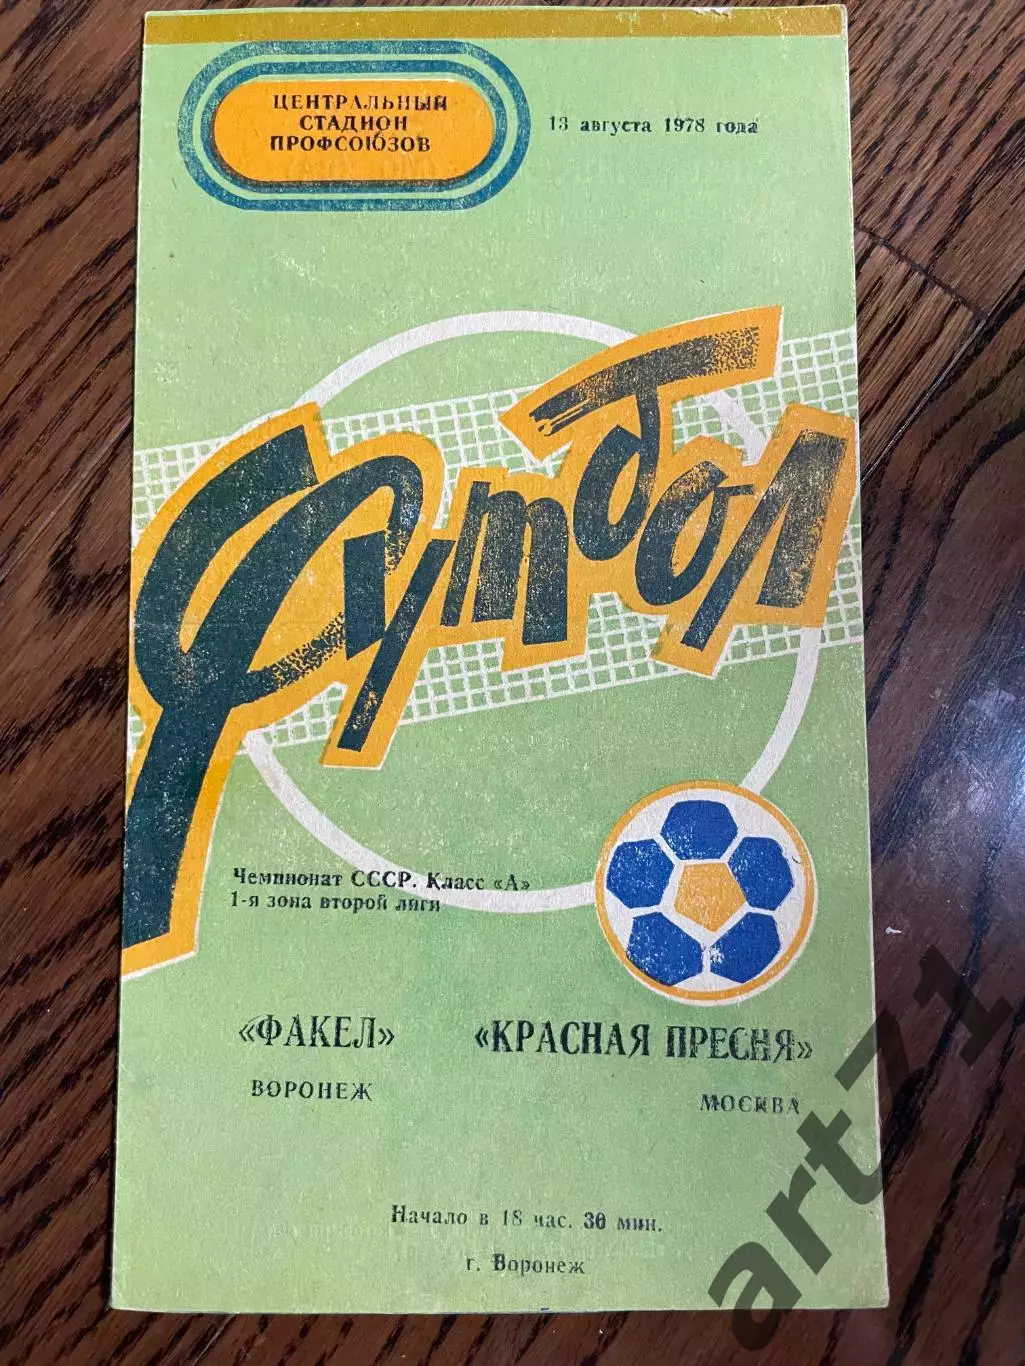 ЦЕНТРАЛЬНЫЙ
СТАДИОН
ПРОФСОЮЗОВ
13 августа 1978 года
Футбол
Чемпионат СССР. Класс «А»
1-я зона второй лиги
«ФАКЕЛ»
ВОРОНЕЖ
«КРАСНАЯ ПРЕСНЯ»
МОСКВА
Начало в 18 час. 30 мин.
г. Воронеж
art71